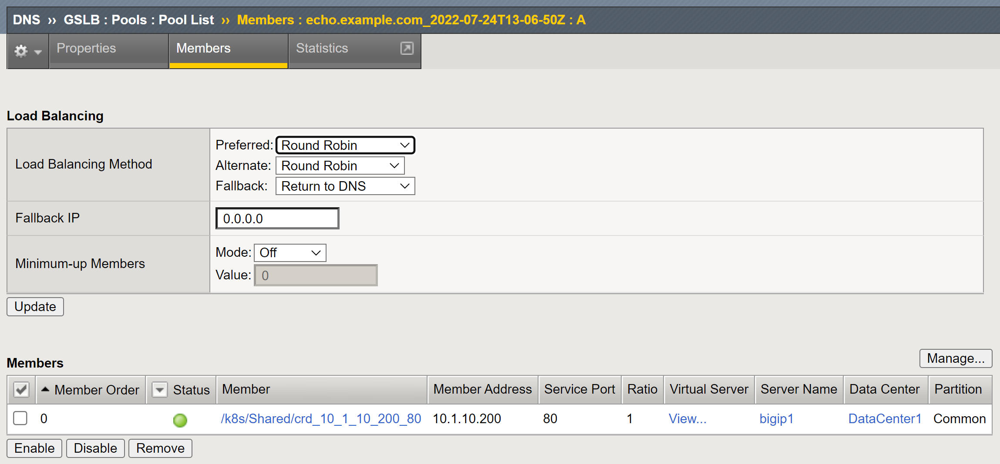 DNS ›› GSLB : Pools : Pool List ›› Members : echo.example.com_2022-07-24T13-06-50Z : A
Properties Members Statistics
Load Balancing
Load Balancing Method
Preferred: Round Robin
Alternate: Round Robin
Fallback: Return to DNS
Fallback IP 0.0.0.0
Minimum-up Members
Mode: Off
Value: 0
Update
Manage...
Members
Member Order Status Member Member Address Service Port Ratio Virtual Server Server Name Data Center Partition
0 /k8s/Shared/crd_10_1_10_200_80 10.1.10.200 80 1 View... bigip1 DataCenter1 Common
Enable Disable Remove